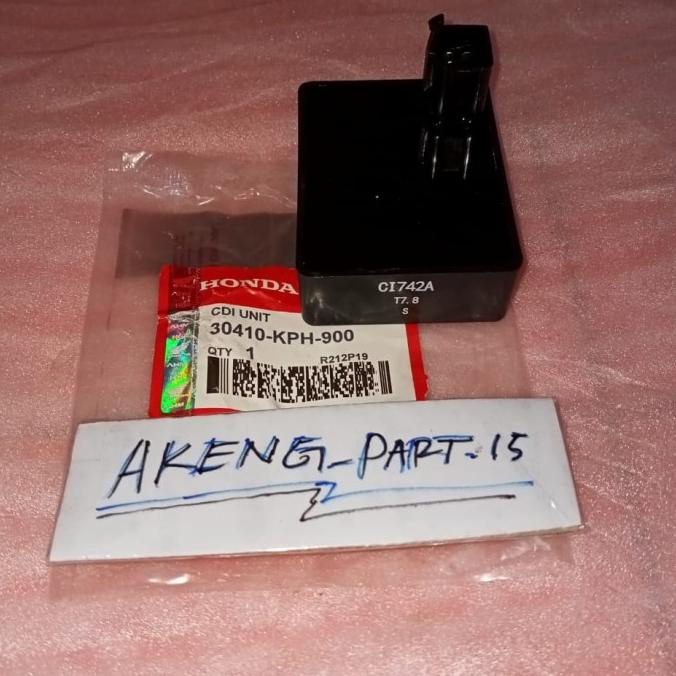 CI742A
T7.8
S
HONDA
CDI UNIT
30410-KPH-900
QTY 1 R212P19
AKENG_PART.15